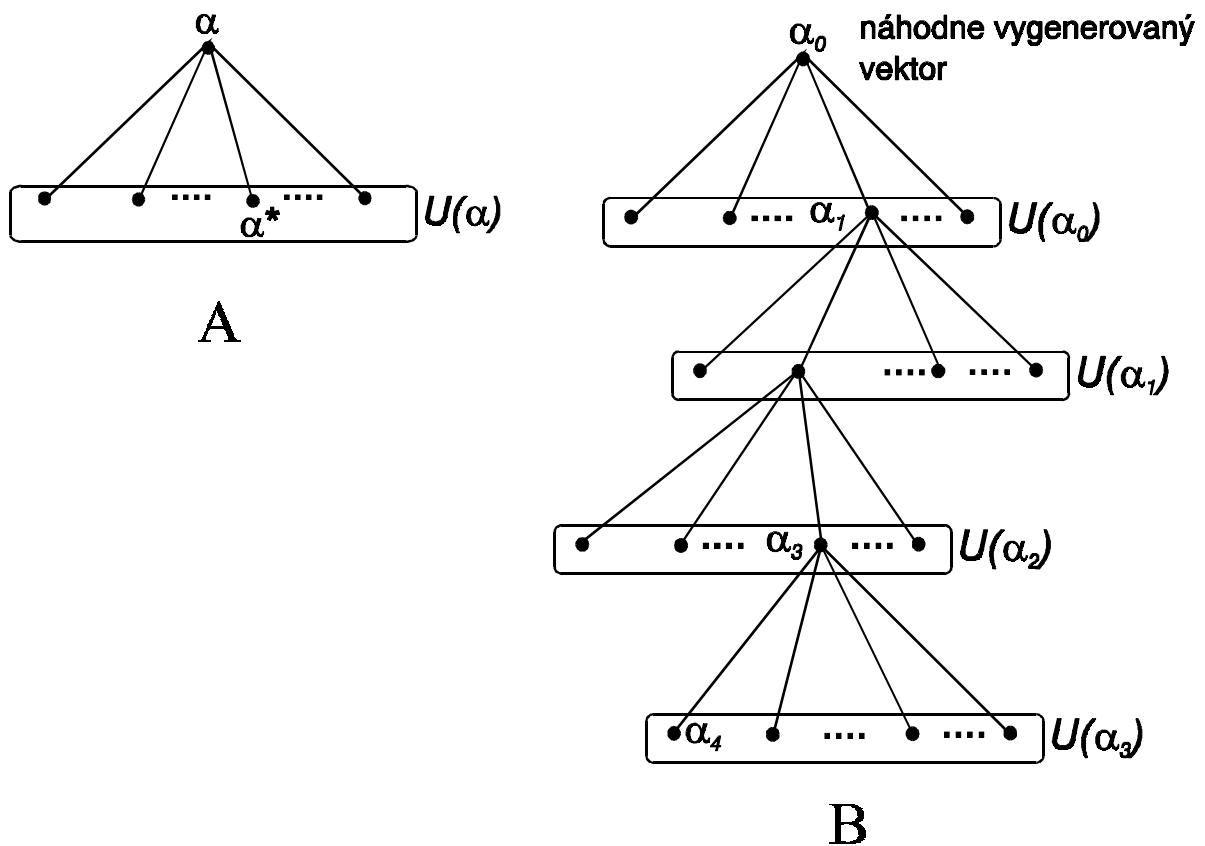 α
.... ....
α*
U(α)
A
α₀
náhodne vygenerovaný
vektor
.... α₁ .... U(α₀)
.... .... U(α₁)
.... α₃ .... U(α₂)
α₄ .... .... U(α₃)
B